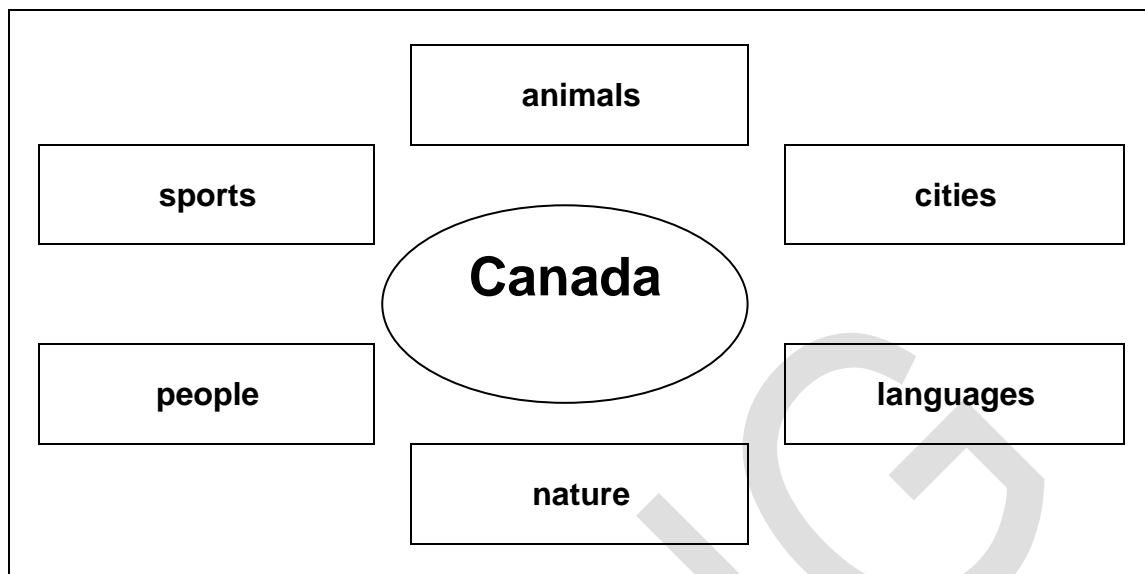 animals
sports
cities
Canada
people
languages
nature